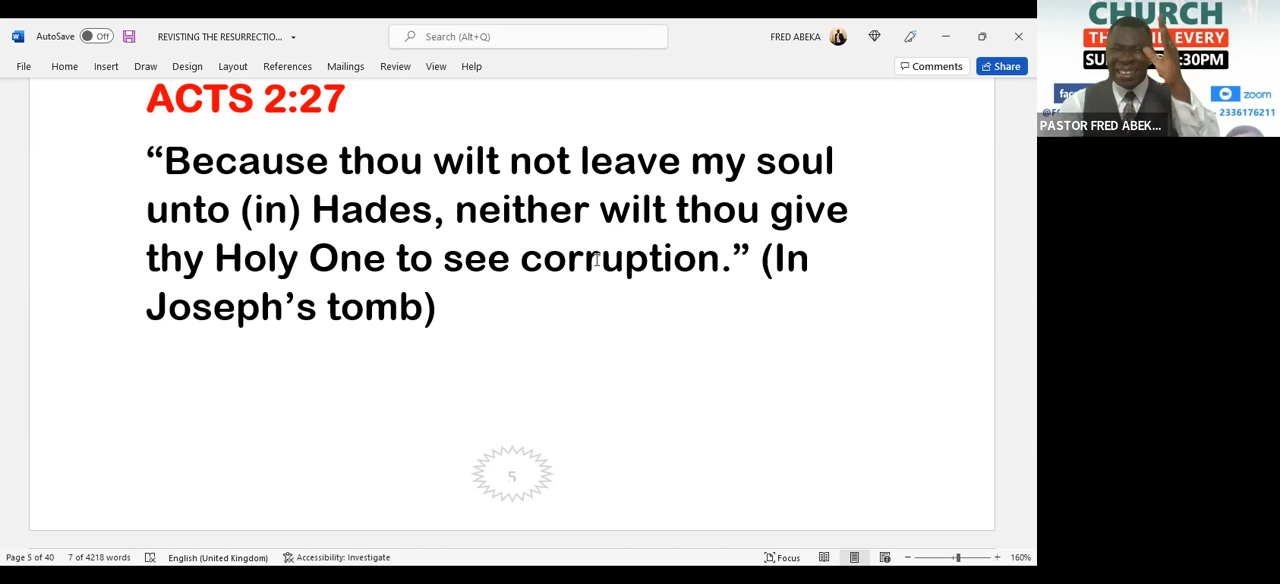 AutoSave Off REVISTING THE RESURRECTIO... Search (Alt+Q) FRED ABEKA
File Home Insert Draw Design Layout References Mailings Review View Help Comments Share
ACTS 2:27
“Because thou wilt not leave my soul
unto (in) Hades, neither wilt thou give
thy Holy One to see corruption.” (In
Joseph’s tomb)
5
Page 5 of 40 7 of 4218 words English (United Kingdom) Accessibility: Investigate Focus 160%
CHURCH
zoom
2336176211
PASTOR FRED ABEK...